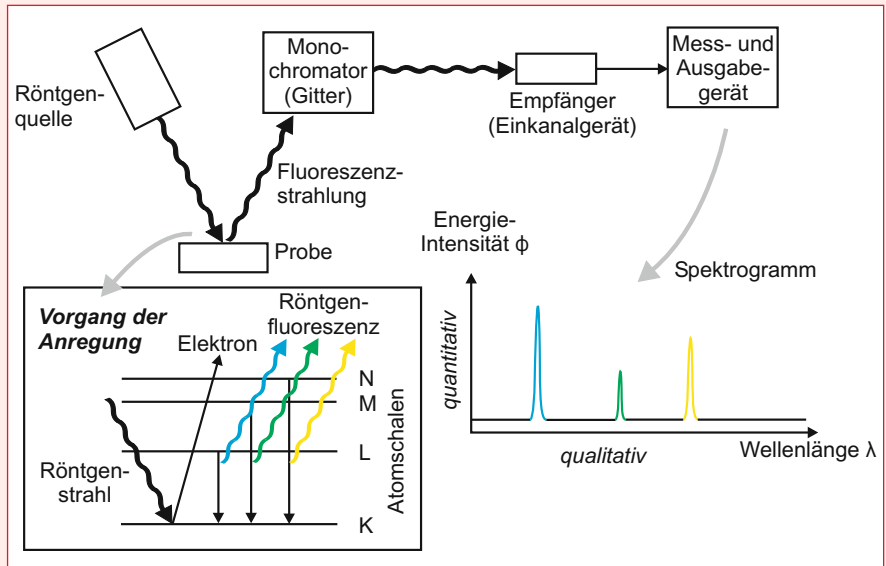 Röntgen-
quelle
Mono-
chromator
(Gitter)
Empfänger
(Einkanalgerät)
Mess- und
Ausgabe-
gerät
Fluoreszenz-
strahlung
Probe
Vorgang der
Anregung
Elektron
Röntgen-
fluoreszenz
N
M
L
K
Atomschalen
Röntgen-
strahl
Energie-
Intensität ϕ
Spektrogramm
quantitativ
qualitativ
Wellenlänge λ